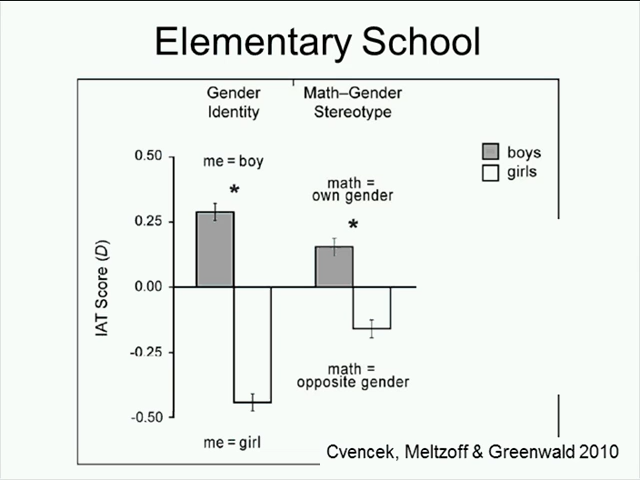 Elementary School
Gender
Identity
Math–Gender
Stereotype
boys
girls
0.50
0.25
0.00
-0.25
-0.50
IAT Score (D)
me = boy
*
math =
own gender
*
math =
opposite gender
me = girl
Cvencek, Meltzoff & Greenwald 2010